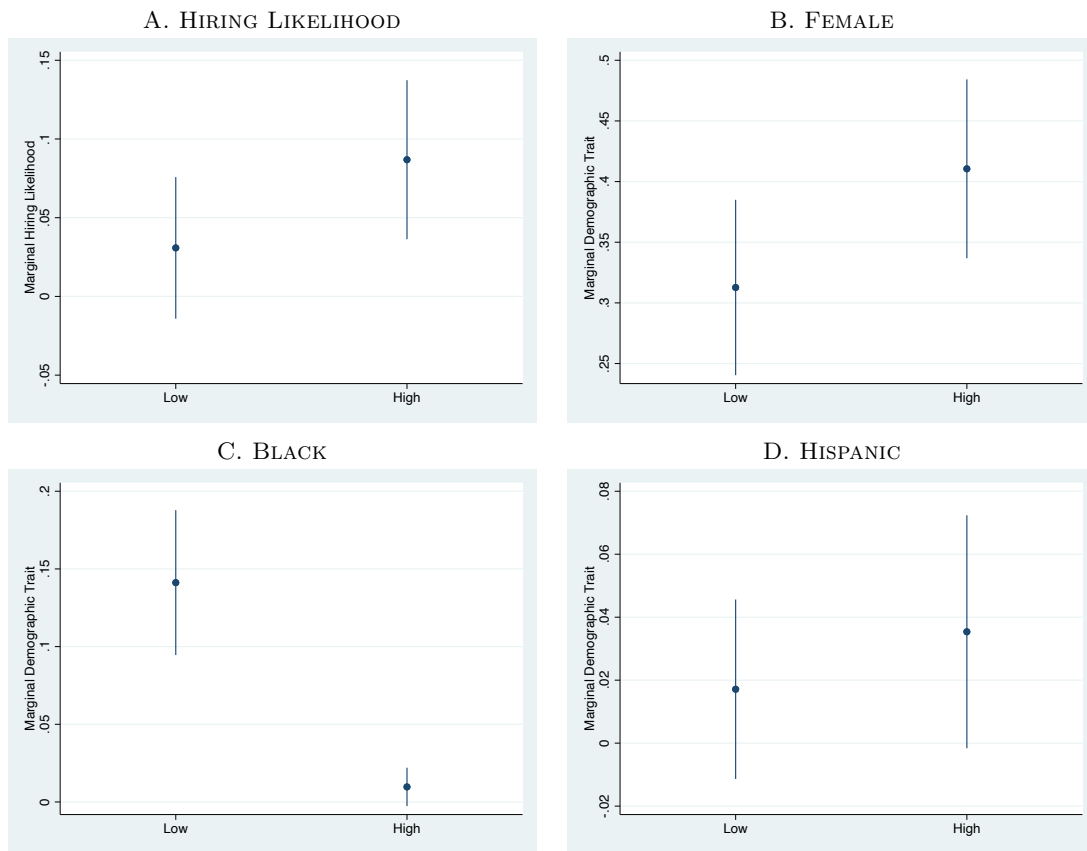 A. HIRING LIKELIHOOD
Marginal Hiring Likelihood
.15
.1
.05
0
-.05
Low
High
B. FEMALE
Marginal Demographic Trait
.5
.45
.4
.35
.3
.25
Low
High
C. BLACK
Marginal Demographic Trait
.2
.15
.1
.05
0
Low
High
D. HISPANIC
Marginal Demographic Trait
.08
.06
.04
.02
0
-.02
Low
High